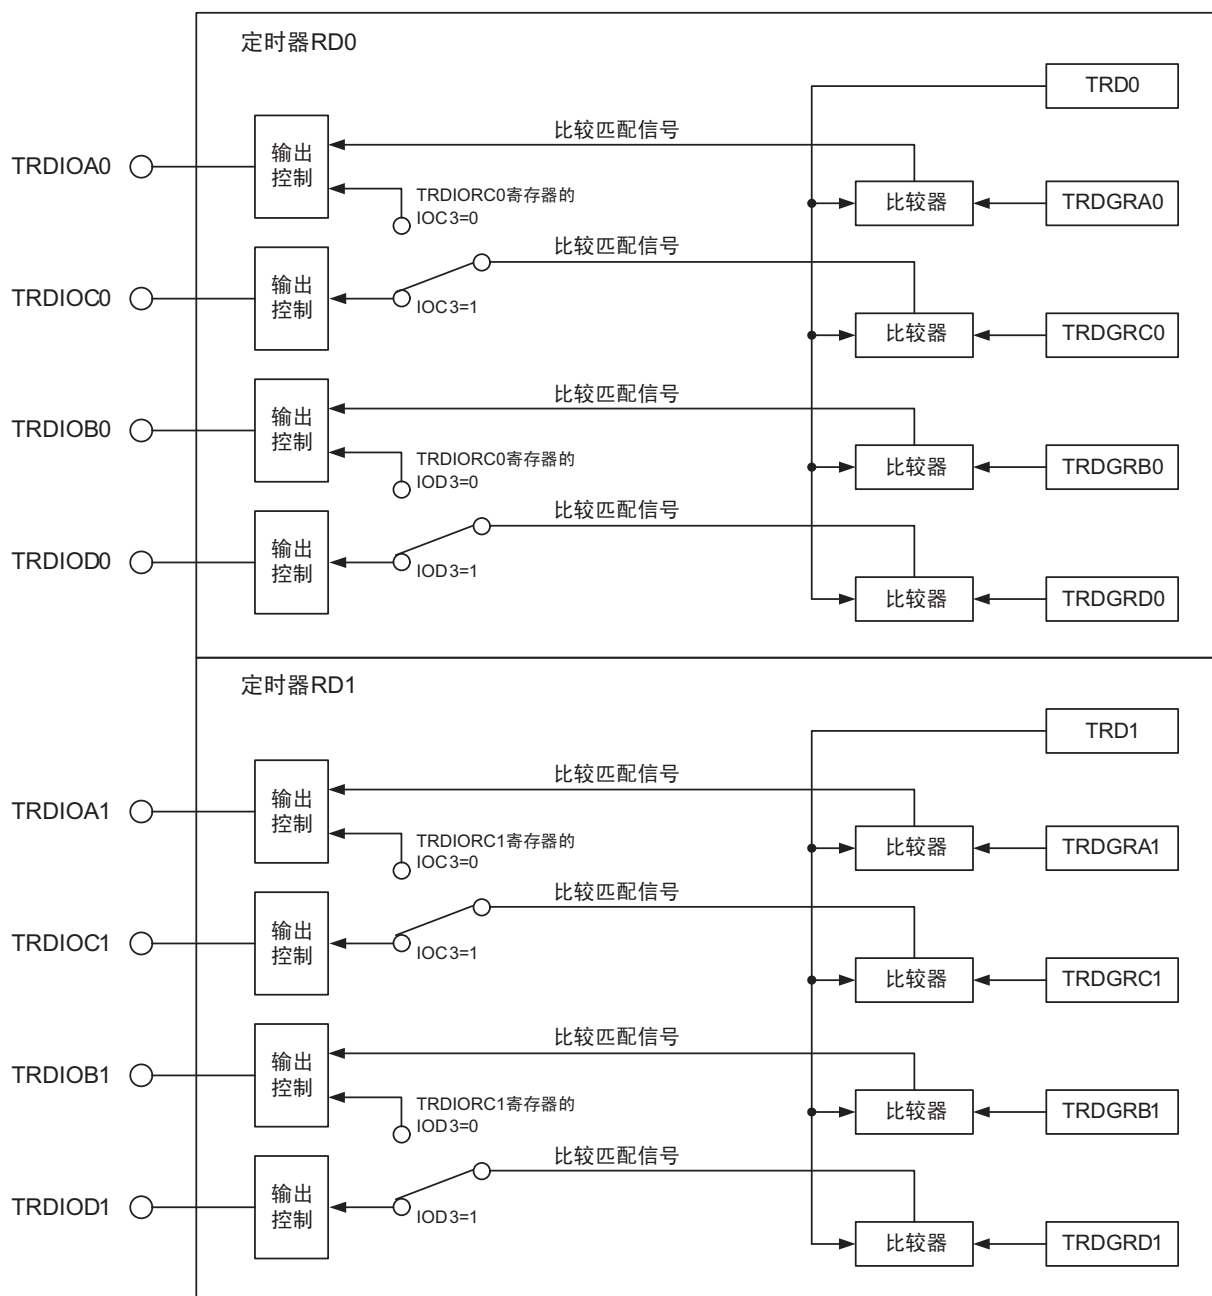 定时器RD0
TRD0
比较匹配信号
TRDIOA0
输出
控制
TRDIORC0寄存器的
IOC3=0
比较器
TRDGRA0
比较匹配信号
TRDIOC0
输出
控制
IOC3=1
比较器
TRDGRC0
比较匹配信号
TRDIOB0
输出
控制
TRDIORC0寄存器的
IOD3=0
比较器
TRDGRB0
比较匹配信号
TRDIOD0
输出
控制
IOD3=1
比较器
TRDGRD0
定时器RD1
TRD1
比较匹配信号
TRDIOA1
输出
控制
TRDIORC1寄存器的
IOC3=0
比较器
TRDGRA1
比较匹配信号
TRDIOC1
输出
控制
IOC3=1
比较器
TRDGRC1
比较匹配信号
TRDIOB1
输出
控制
TRDIORC1寄存器的
IOD3=0
比较器
TRDGRB1
比较匹配信号
TRDIOD1
输出
控制
IOD3=1
比较器
TRDGRD1